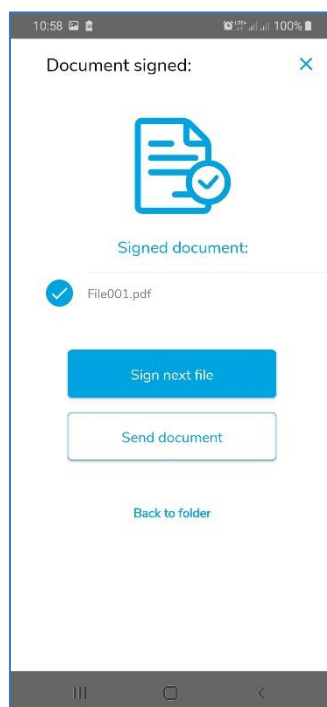 10:58 100%
Document signed:
Signed document:
File001.pdf
Sign next file
Send document
Back to folder